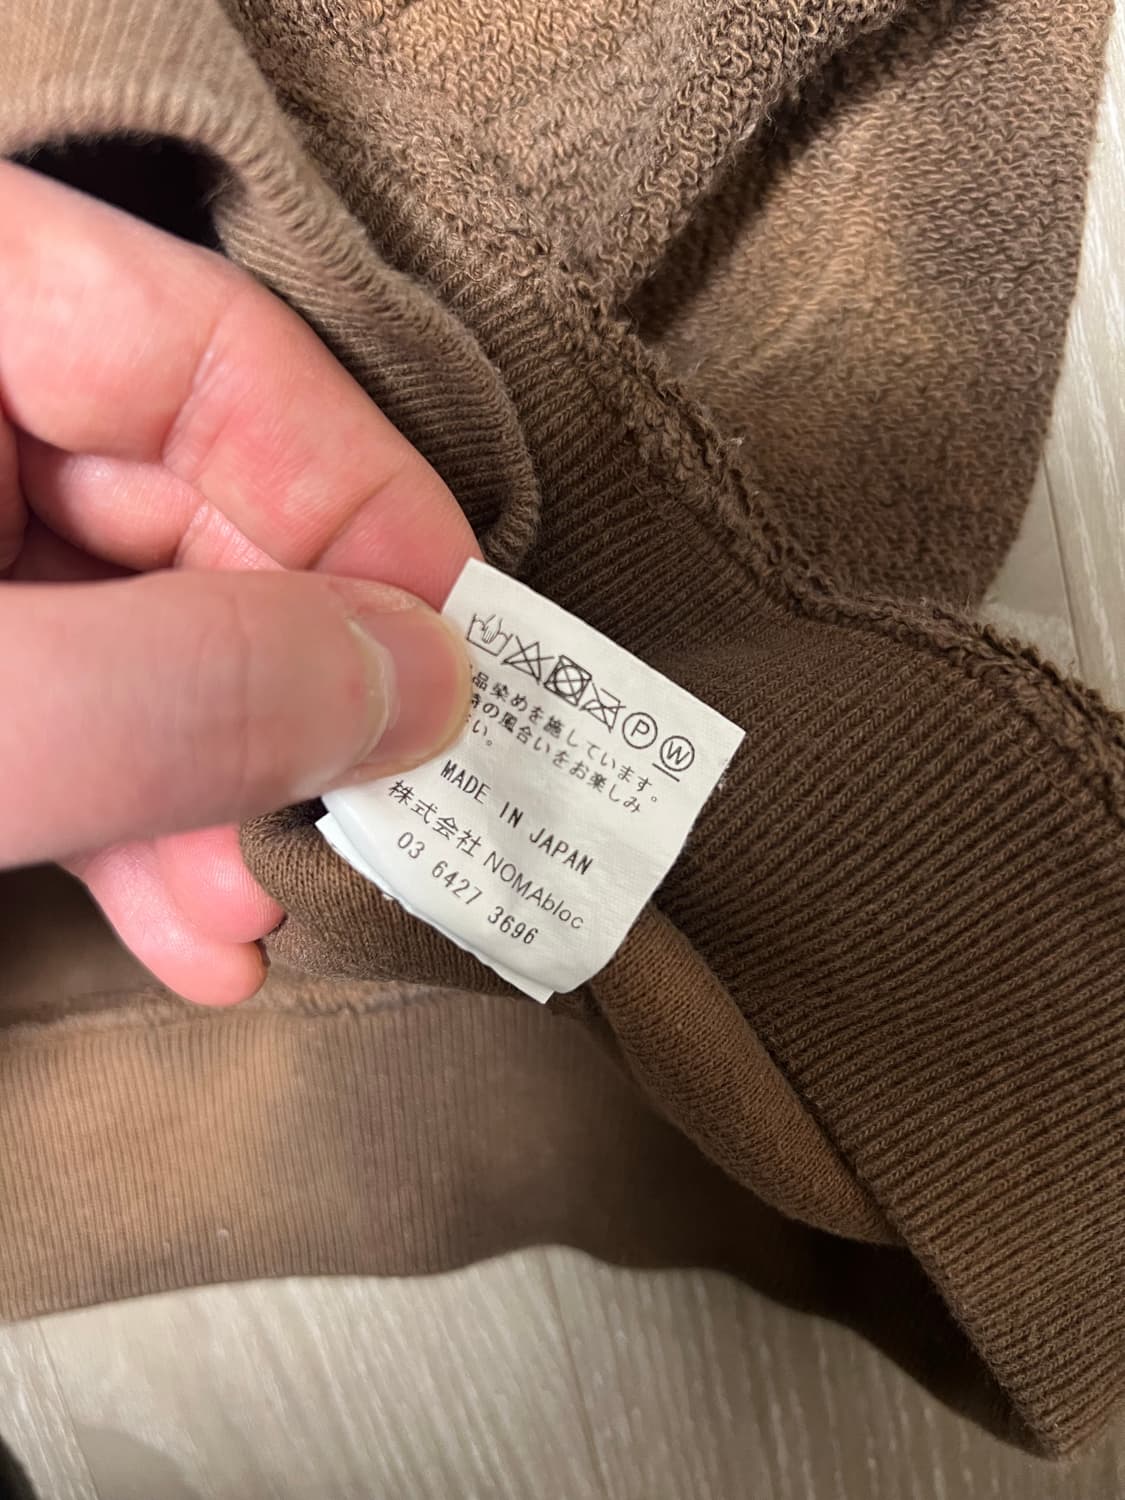 P W
品染めを施しています。
時の風合いをお楽しみ
い。
MADE IN JAPAN
株式会社 NOMAbloc
03 6427 3696